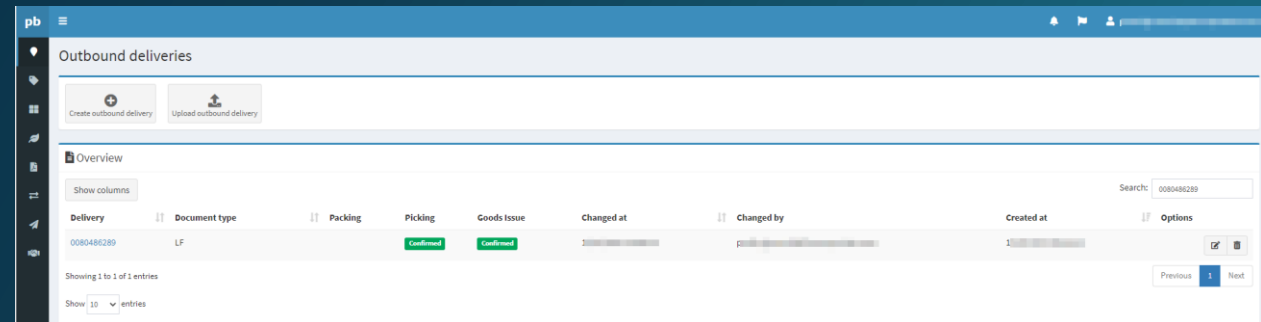 pb
Outbound deliveries
Create outbound delivery Upload outbound delivery
Overview
Show columns Search: 0080486289
Delivery Document type Packing Picking Goods Issue Changed at Changed by Created at Options
0080486289 LF Confirmed Confirmed
Showing 1 to 1 of 1 entries Previous 1 Next
Show 10 entries